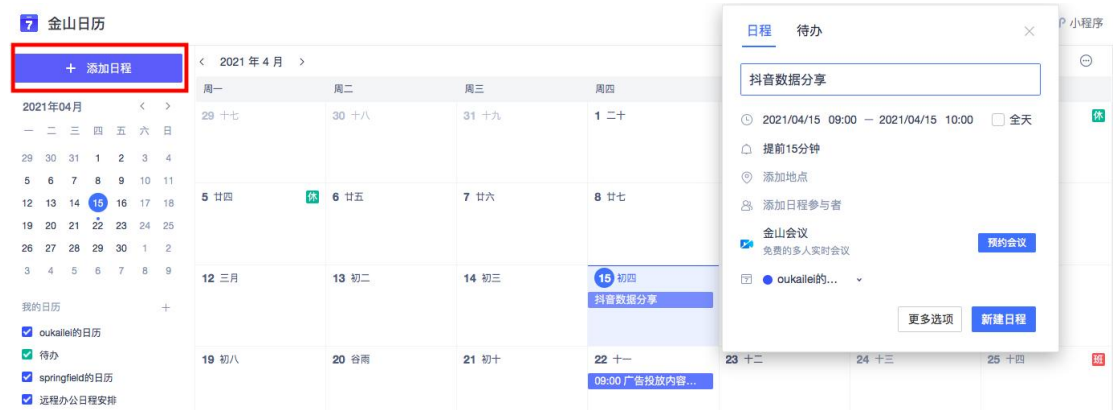 7 金山日历
小程序
+ 添加日程
< 2021 年 4 月 >
日程 待办
抖音数据分享
2021/04/15 09:00 — 2021/04/15 10:00 全天
提前15分钟
添加地点
添加日程参与者
金山会议
免费的多人实时会议
预约会议
oukailei的...
更多选项 新建日程
2021年04月 < >
一 二 三 四 五 六 日
29 30 31 1 2 3 4
5 6 7 8 9 10 11
12 13 14 15 16 17 18
19 20 21 22 23 24 25
26 27 28 29 30 1 2
3 4 5 6 7 8 9
我的日历 +
oukailei的日历
待办
springfield的日历
远程办公日程安排
周一 周二 周三 周四
29 十七 30 十八 31 十九 1 二十 休
5 廿四 休 6 廿五 7 廿六 8 廿七
12 三月 13 初二 14 初三 15 初四
抖音数据分享
19 初八 20 谷雨 21 初十 22 十一 23 十二 24 十三 25 十四 班
09:00 广告投放内容...